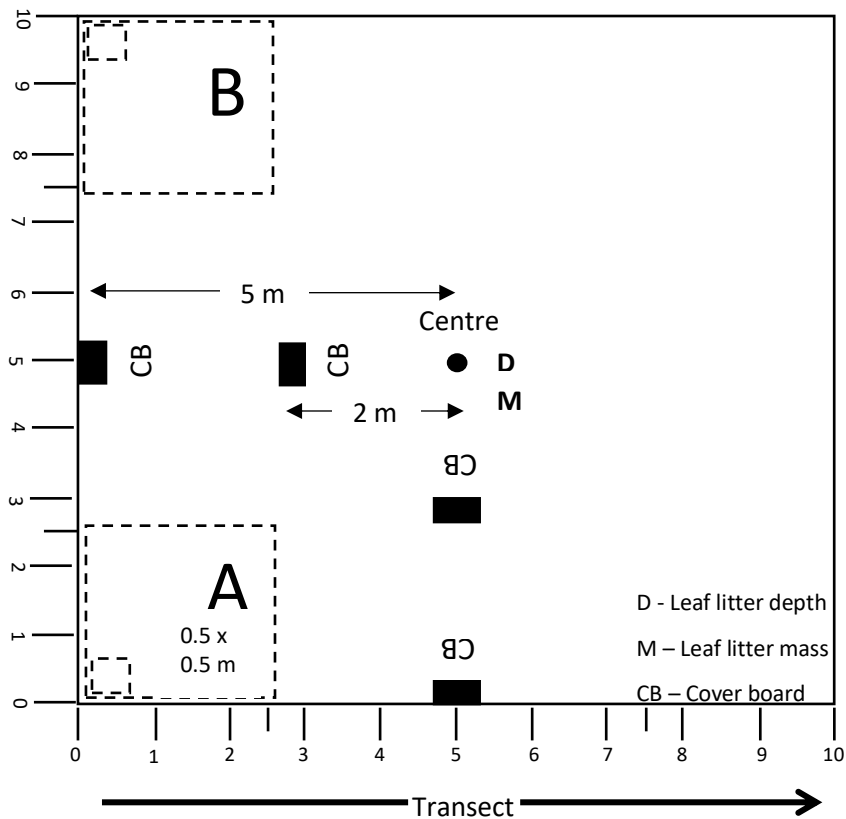 10
9
8
7
6
5
4
3
2
1
0
B
5 m
Centre
CB
CB
D
M
2 m
CB
A
0.5 x
0.5 m
CB
D - Leaf litter depth
M – Leaf litter mass
CB – Cover board
0
1
2
3
4
5
6
7
8
9
10
Transect